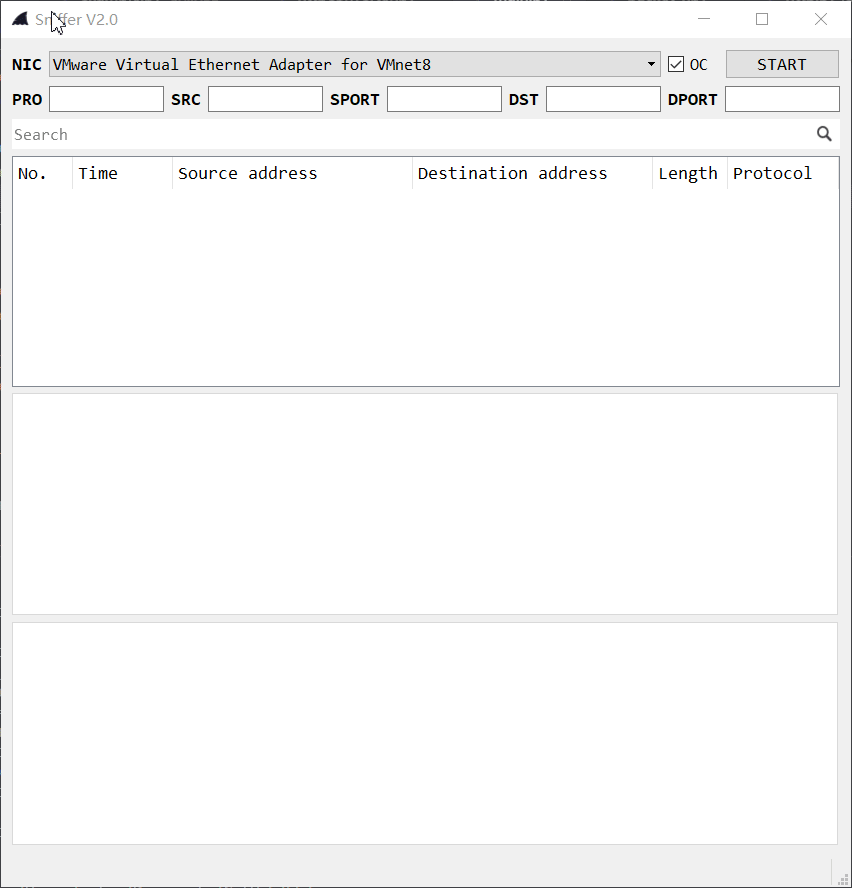 Sniffer V2.0
NIC VMware Virtual Ethernet Adapter for VMnet8 OC START
PRO SRC SPORT DST DPORT
Search
No. Time Source address Destination address Length Protocol